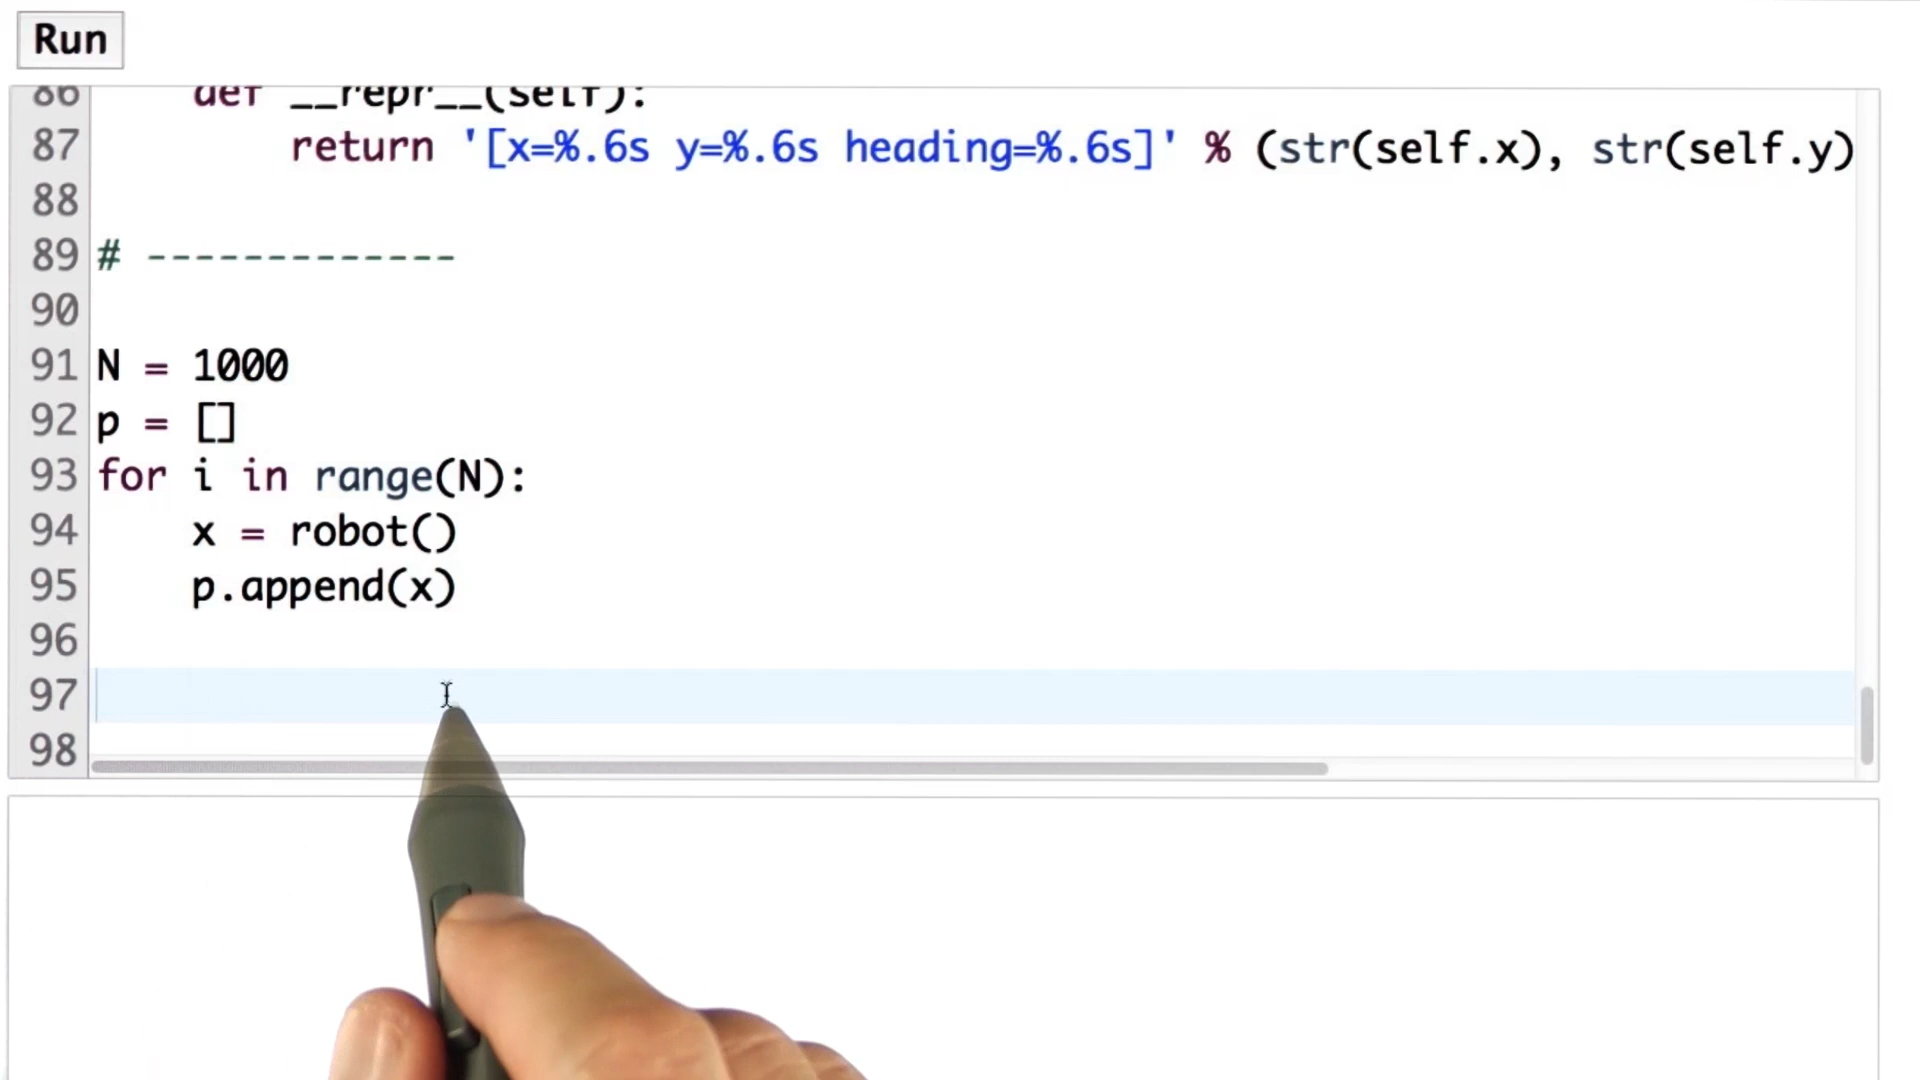 Run
86 def __repr__(self):
87 return '[x=%.6s y=%.6s heading=%.6s]' % (str(self.x), str(self.y)
88
89 # -------------
90
91 N = 1000
92 p = []
93 for i in range(N):
94 x = robot()
95 p.append(x)
96
97
98